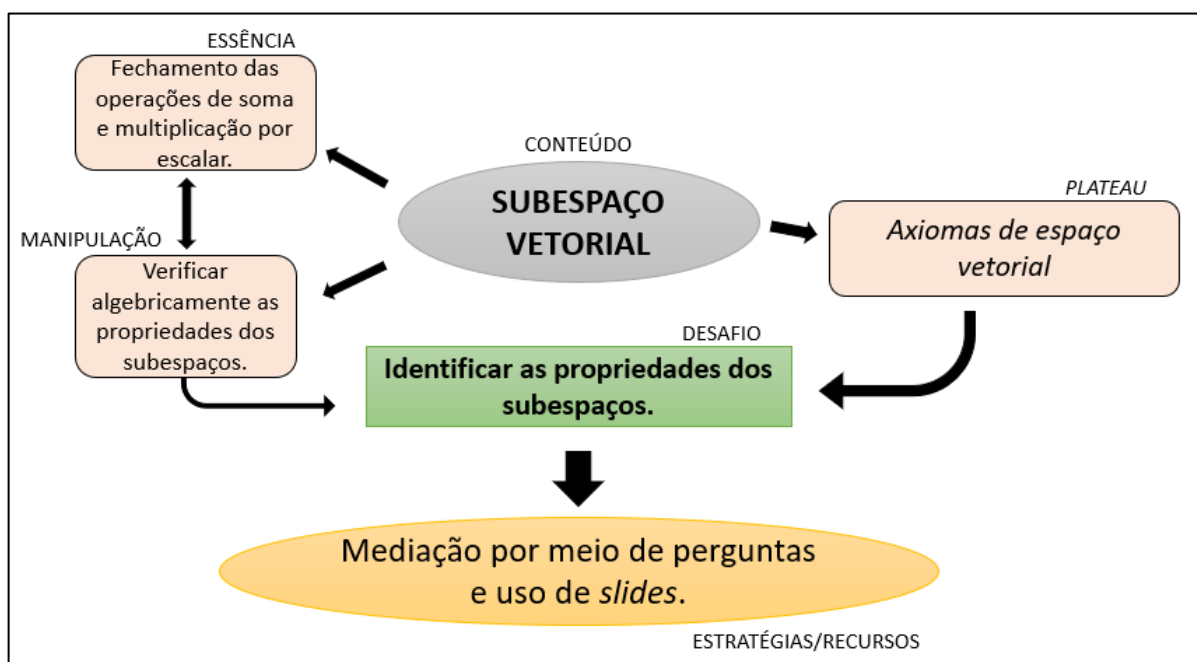 ESSÊNCIA
Fechamento das
operações de soma
e multiplicação por
escalar.
MANIPULAÇÃO
Verificar
algebricamente as
propriedades dos
subespaços.
CONTEÚDO
SUBESPAÇO
VETORIAL
PLATEAU
Axiomas de espaço
vetorial
DESAFIO
Identificar as propriedades dos
subespaços.
Mediação por meio de perguntas
e uso de slides.
ESTRATÉGIAS/RECURSOS